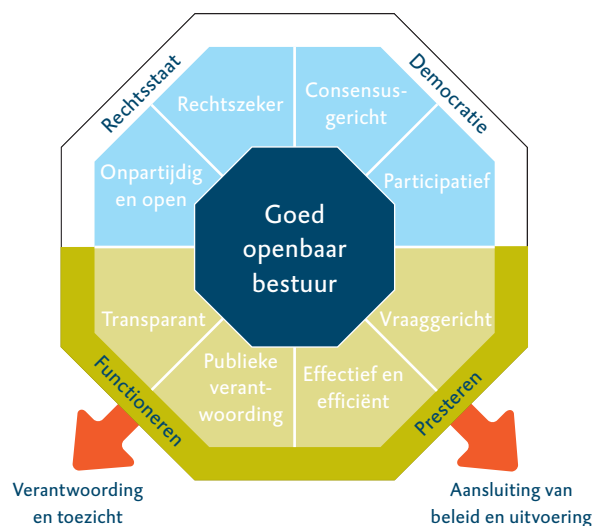 Rechtsstaat
Democratie
Rechtszeker
Consensus-
gericht
Onpartijdig
en open
Participatief
Goed
openbaar
bestuur
Transparant
Vraaggericht
Publieke
verant-
woording
Effectief en
efficiënt
Functioneren
Presteren
Verantwoording
en toezicht
Aansluiting van
beleid en uitvoering